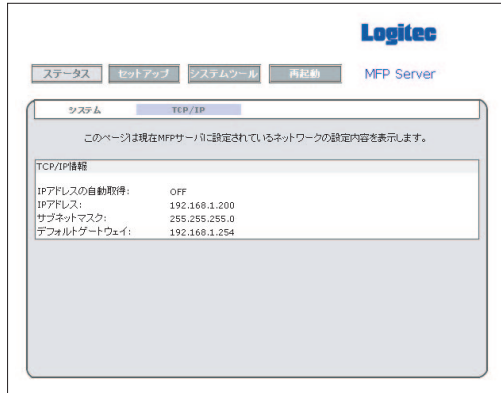 Logitec
ステータス セットアップ システムツール 再起動 MFP Server
システム TCP/IP
このページは現在MFPサーバに設定されているネットワークの設定内容を表示します。
TCP/IP情報
IPアドレスの自動取得: OFF
IPアドレス: 192.168.1.200
サブネットマスク: 255.255.255.0
デフォルトゲートウェイ: 192.168.1.254